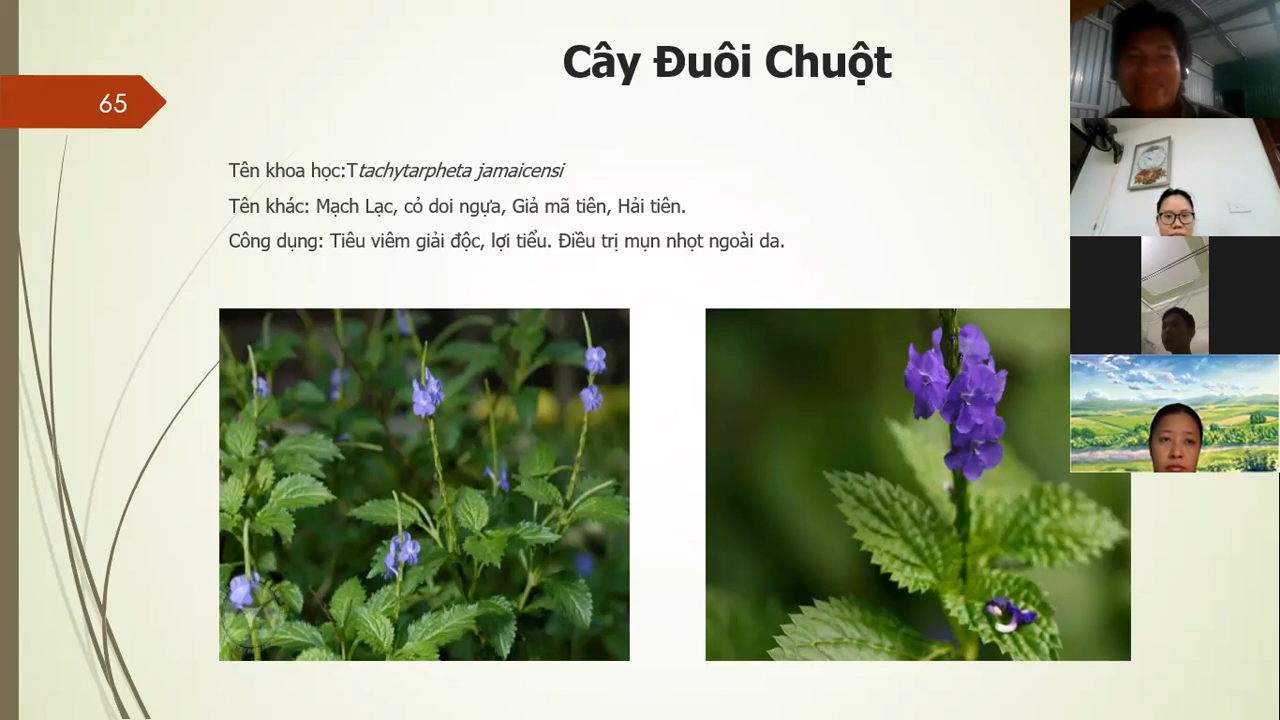 Cây Đuôi Chuột
65
Tên khoa học:Ttachytarpheta jamaicensi
Tên khác: Mạch Lạc, cỏ doi ngựa, Giả mã tiên, Hải tiên.
Công dụng: Tiêu viêm giải độc, lợi tiểu. Điều trị mụn nhọt ngoài da.